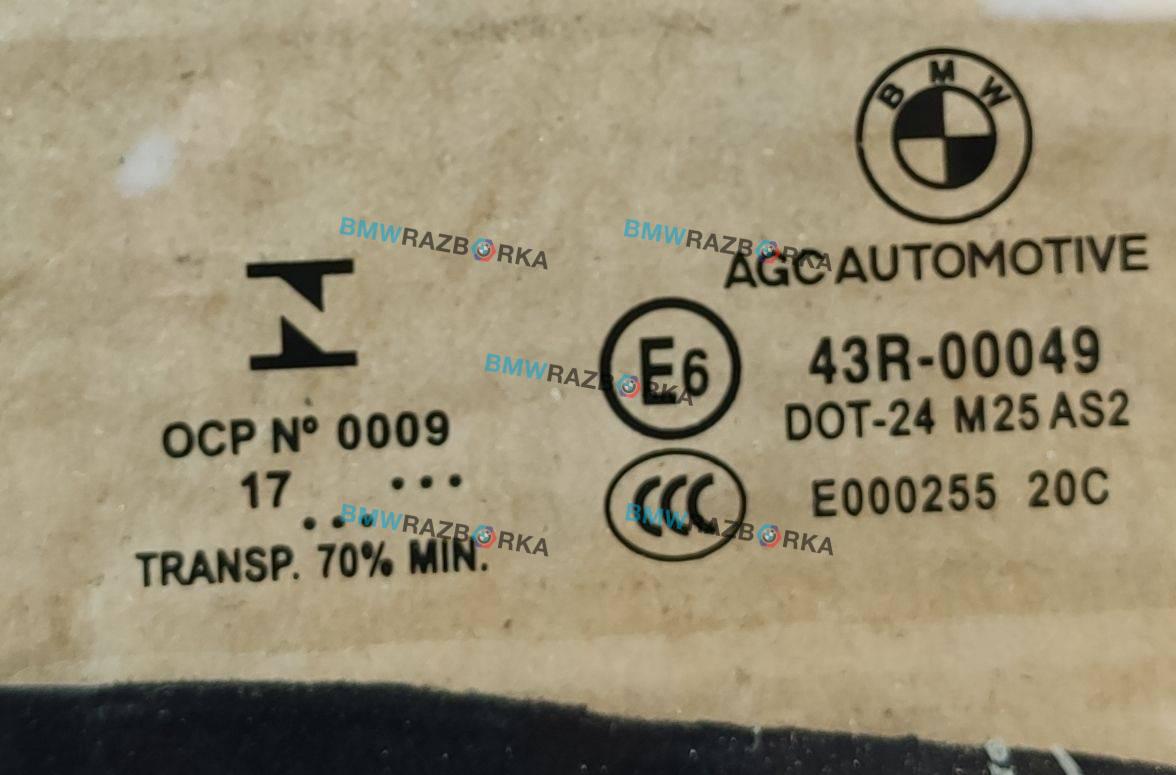 BMW
AGC AUTOMOTIVE
E6
43R-00049
DOT-24 M25 AS2
CCC
E000255 20C
OCP Nº 0009
17 ...
...
TRANSP. 70% MIN.
BMWRAZBORKA
BMWRAZBORKA
BMWRAZBORKA
BMWRAZBORKA
BMWRAZBORKA